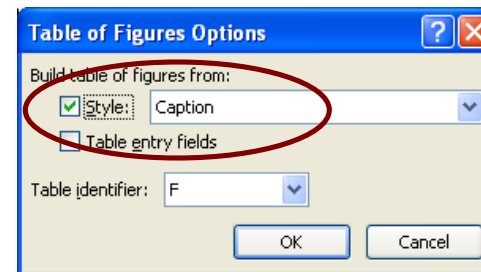 Table of Figures Options
Build table of figures from:
Style: Caption
Table entry fields
Table identifier: F
OK Cancel